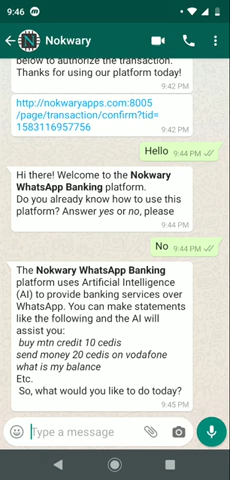 9:46
Nokwary
below to authorize the transaction.
Thanks for using our platform today!
9:42 PM
http://nokwaryapps.com:8005
/page/transaction/confirm?tid=
1583116957756
9:42 PM
Hello 9:44 PM
Hi there! Welcome to the Nokwary
WhatsApp Banking platform.
Do you already know how to use this
platform? Answer yes or no, please
9:44 PM
No 9:44 PM
The Nokwary WhatsApp Banking
platform uses Artificial Intelligence
(AI) to provide banking services over
WhatsApp. You can make statements
like the following and the AI will
assist you:
buy mtn credit 10 cedis
send money 20 cedis on vodafone
what is my balance
Etc.
So, what would you like to do today?
9:45 PM
Type a message